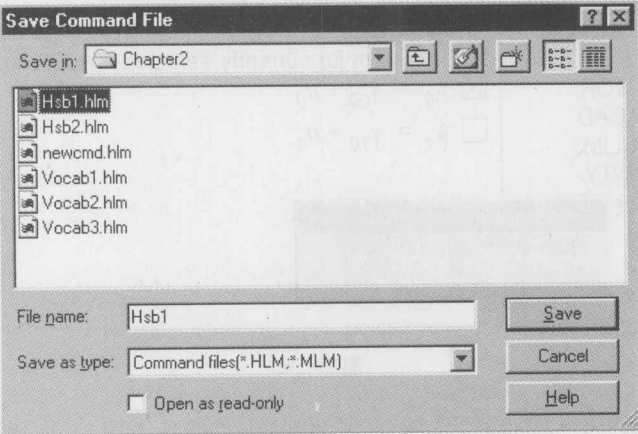 Save Command File
Save in: Chapter2
Hsb1.hlm
Hsb2.hlm
newcmd.hlm
Vocab1.hlm
Vocab2.hlm
Vocab3.hlm
File name: Hsb1 Save
Save as type: Command files(*.HLM;*.MLM) Cancel
Open as read-only Help